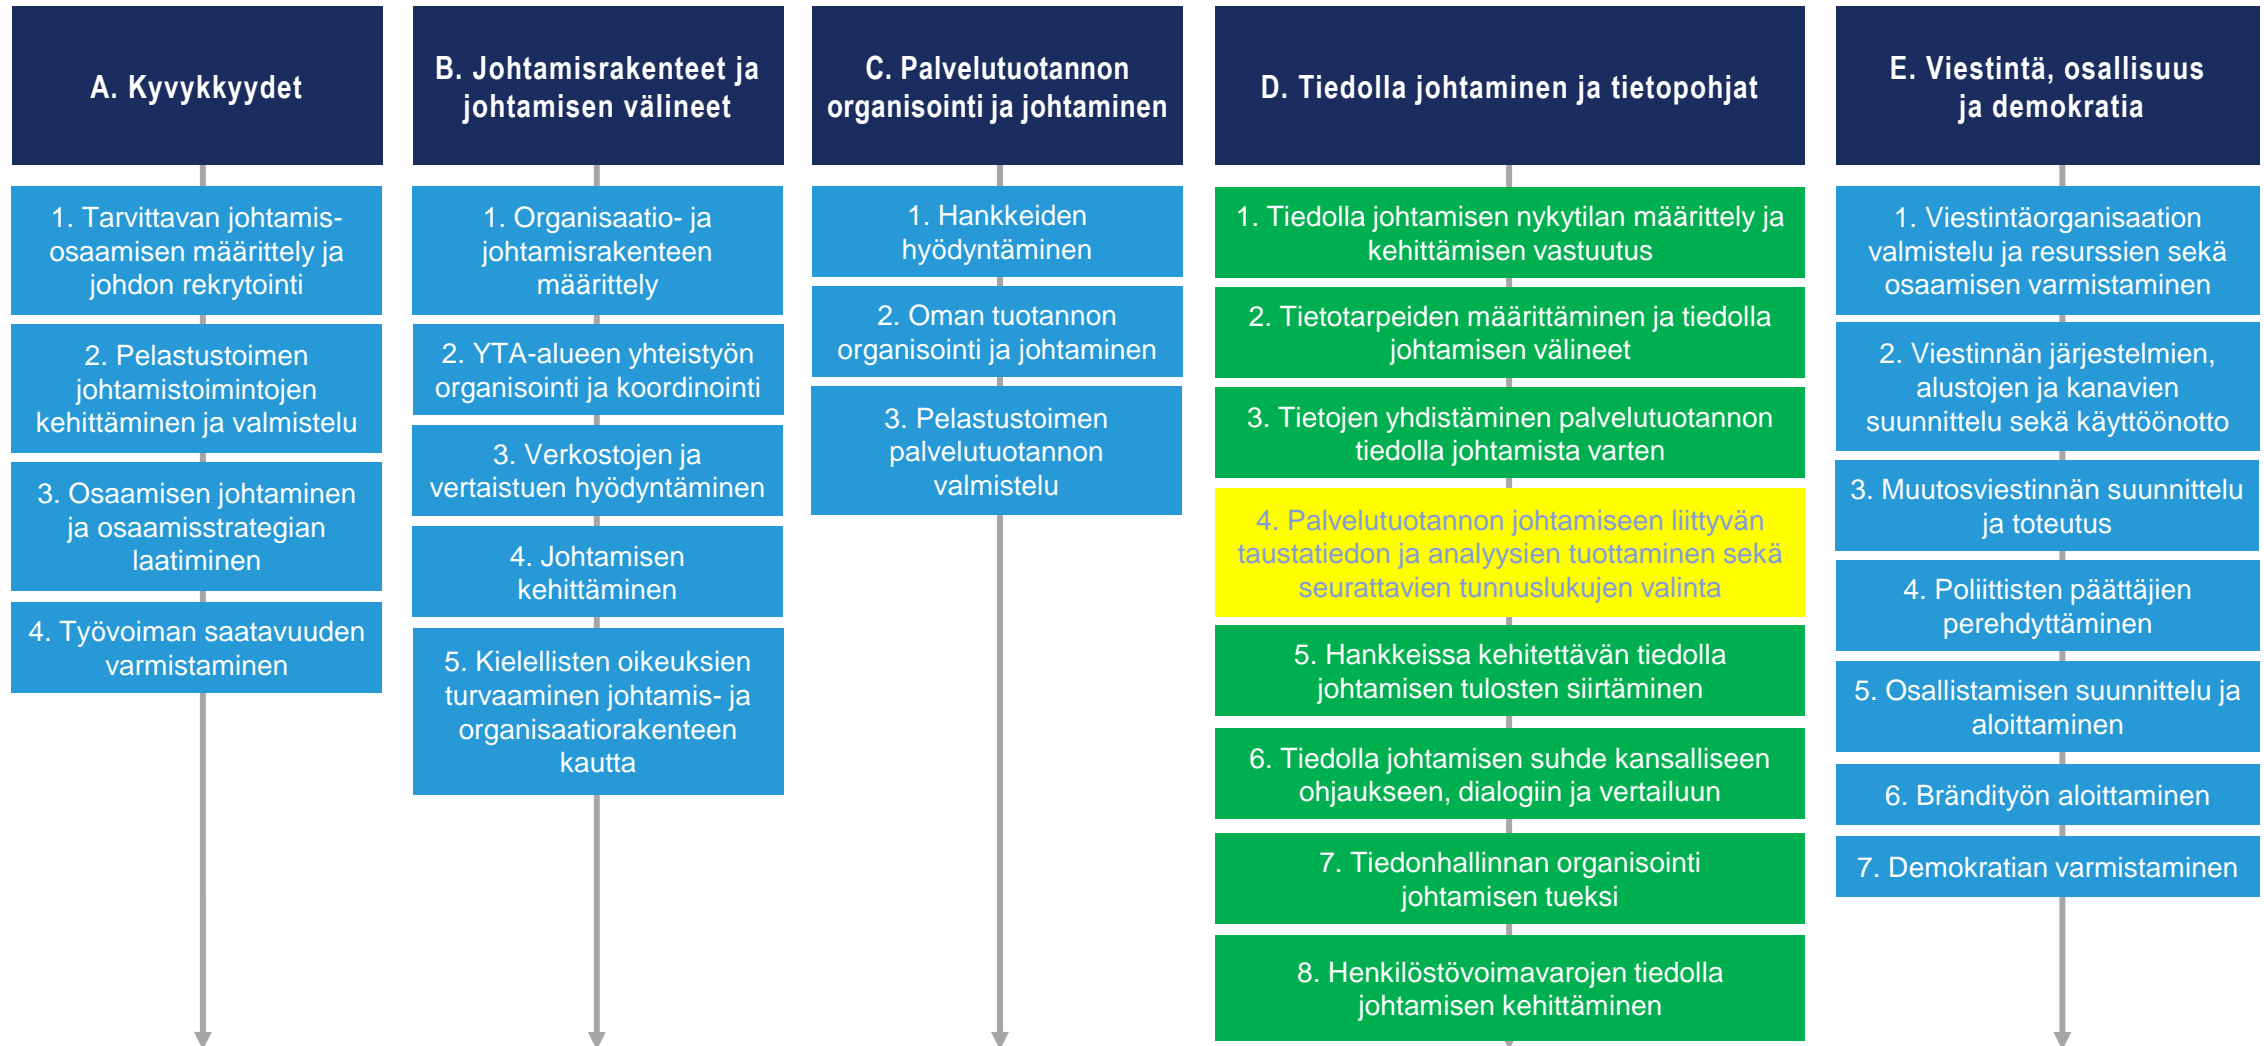 A. Kyvykkyydet
1. Tarvittavan johtamis-
osaamisen määrittely ja
johdon rekrytointi
2. Pelastustoimen
johtamistoimintojen
kehittäminen ja valmistelu
3. Osaamisen johtaminen
ja osaamisstrategian
laatiminen
4. Työvoiman saatavuuden
varmistaminen
B. Johtamisrakenteet ja
johtamisen välineet
1. Organisaatio- ja
johtamisrakenteen
määrittely
2. YTA-alueen yhteistyön
organisointi ja koordinointi
3. Verkostojen ja
vertaistuen hyödyntäminen
4. Johtamisen
kehittäminen
5. Kielellisten oikeuksien
turvaaminen johtamis- ja
organisaatiorakenteen
kautta
C. Palvelutuotannon
organisointi ja johtaminen
1. Hankkeiden
hyödyntäminen
2. Oman tuotannon
organisointi ja johtaminen
3. Pelastustoimen
palvelutuotannon
valmistelu
D. Tiedolla johtaminen ja tietopohjat
1. Tiedolla johtamisen nykytilan määrittely ja
kehittämisen vastuutus
2. Tietotarpeiden määrittäminen ja tiedolla
johtamisen välineet
3. Tietojen yhdistäminen palvelutuotannon
tiedolla johtamista varten
4. Palvelutuotannon johtamiseen liittyvän
taustatiedon ja analyysien tuottaminen sekä
seurattavien tunnuslukujen valinta
5. Hankkeissa kehitettävän tiedolla
johtamisen tulosten siirtäminen
6. Tiedolla johtamisen suhde kansalliseen
ohjaukseen, dialogiin ja vertailuun
7. Tiedonhallinnan organisointi
johtamisen tueksi
8. Henkilöstövoimavarojen tiedolla
johtamisen kehittäminen
E. Viestintä, osallisuus
ja demokratia
1. Viestintäorganisaation
valmistelu ja resurssien sekä
osaamisen varmistaminen
2. Viestinnän järjestelmien,
alustojen ja kanavien
suunnittelu sekä käyttöönotto
3. Muutosviestinnän suunnittelu
ja toteutus
4. Poliittisten päättäjien
perehdyttäminen
5. Osallistamisen suunnittelu ja
aloittaminen
6. Brändityön aloittaminen
7. Demokratian varmistaminen